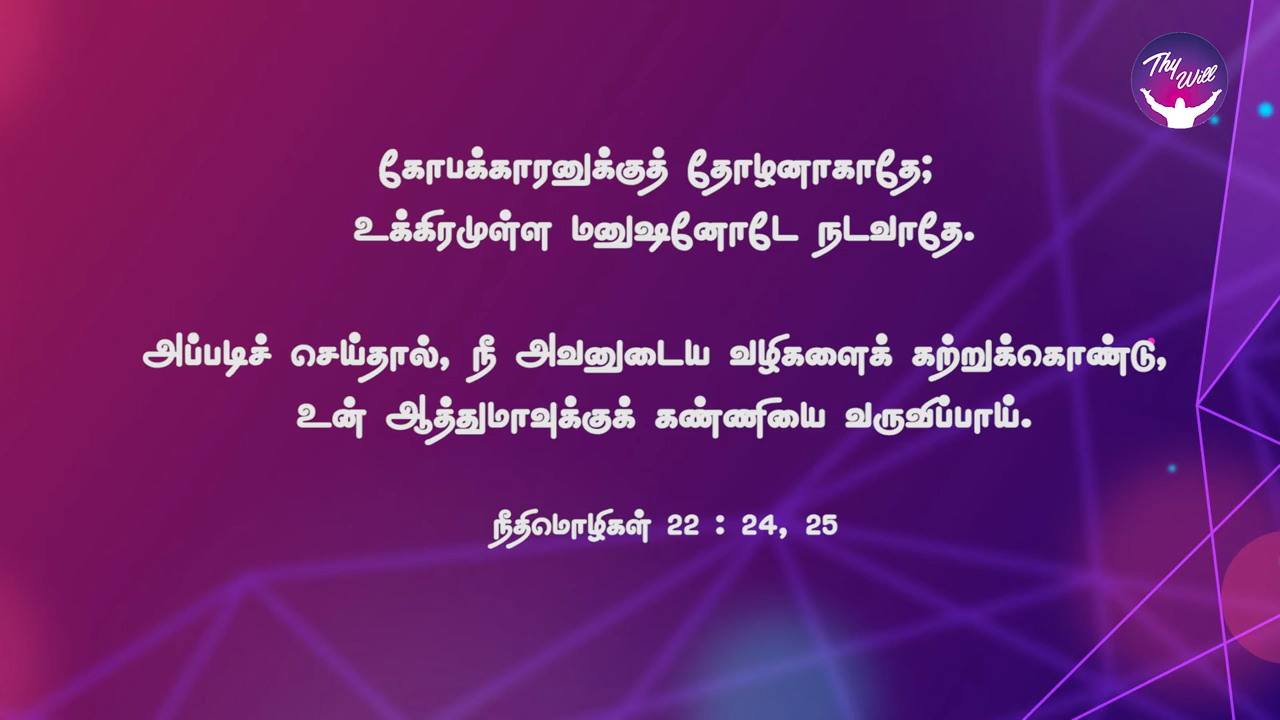 Thy
Will
கோபக்காரனுக்குத் தோழனாகாதே;
உக்கிரமுள்ள மனுஷனோடே நடவாதே.
அப்படிச் செய்தால், நீ அவனுடைய வழிகளைக் கற்றுக்கொண்டு,
உன் ஆத்துமாவுக்குக் கண்ணியை வருவிப்பாய்.
நீதிமொழிகள் 22 : 24, 25